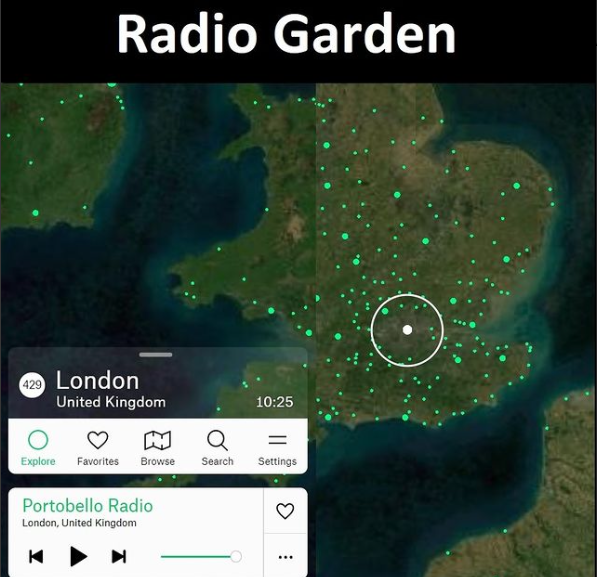 Radio Garden
429
London
United Kingdom
10:25
Explore
Favorites
Browse
Search
Settings
Portobello Radio
London, United Kingdom